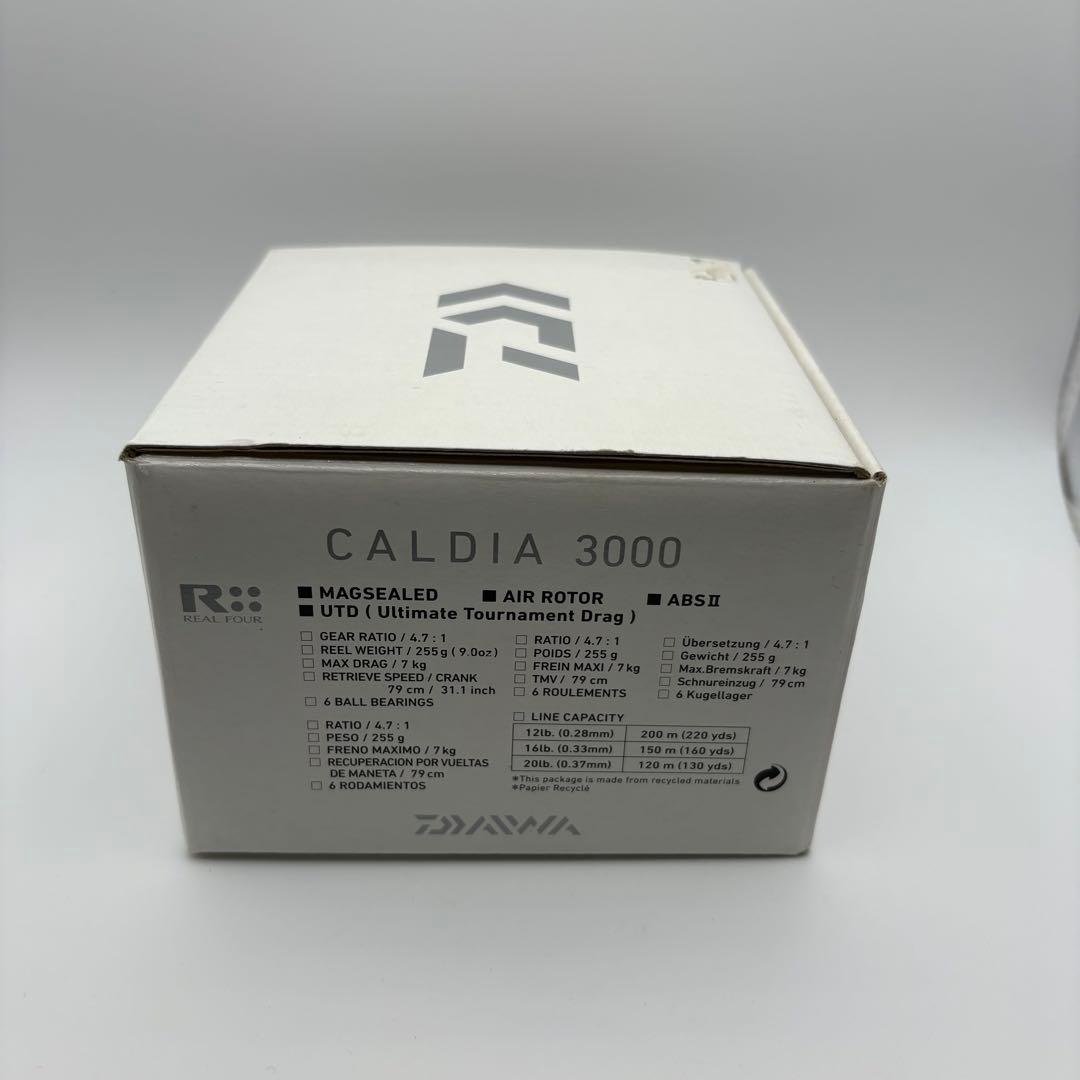 CALDIA 3000
R
REAL FOUR
■ MAGSEALED ■ AIR ROTOR ■ ABSⅡ
■ UTD ( Ultimate Tournament Drag )
□ GEAR RATIO / 4.7 : 1
□ REEL WEIGHT / 255g ( 9.0oz )
□ MAX DRAG / 7 kg
□ RETRIEVE SPEED / CRANK
79 cm / 31.1 inch
□ 6 BALL BEARINGS
□ RATIO / 4.7 : 1
□ POIDS / 255 g
□ FREIN MAXI / 7 kg
□ TMV / 79 cm
□ 6 ROULEMENTS
□ Übersetzung / 4.7 : 1
□ Gewicht / 255 g
□ Max.Bremskraft / 7 kg
□ Schnureinzug / 79 cm
□ 6 Kugellager
□ RATIO / 4.7 : 1
□ PESO / 255 g
□ FRENO MAXIMO / 7 kg
□ RECUPERACION POR VUELTAS
DE MANETA / 79 cm
□ 6 RODAMIENTOS
□ LINE CAPACITY
12lb. (0.28mm) 200 m (220 yds)
16lb. (0.33mm) 150 m (160 yds)
20lb. (0.37mm) 120 m (130 yds)
*This package is made from recycled materials
*Papier Recyclé
DAIWA